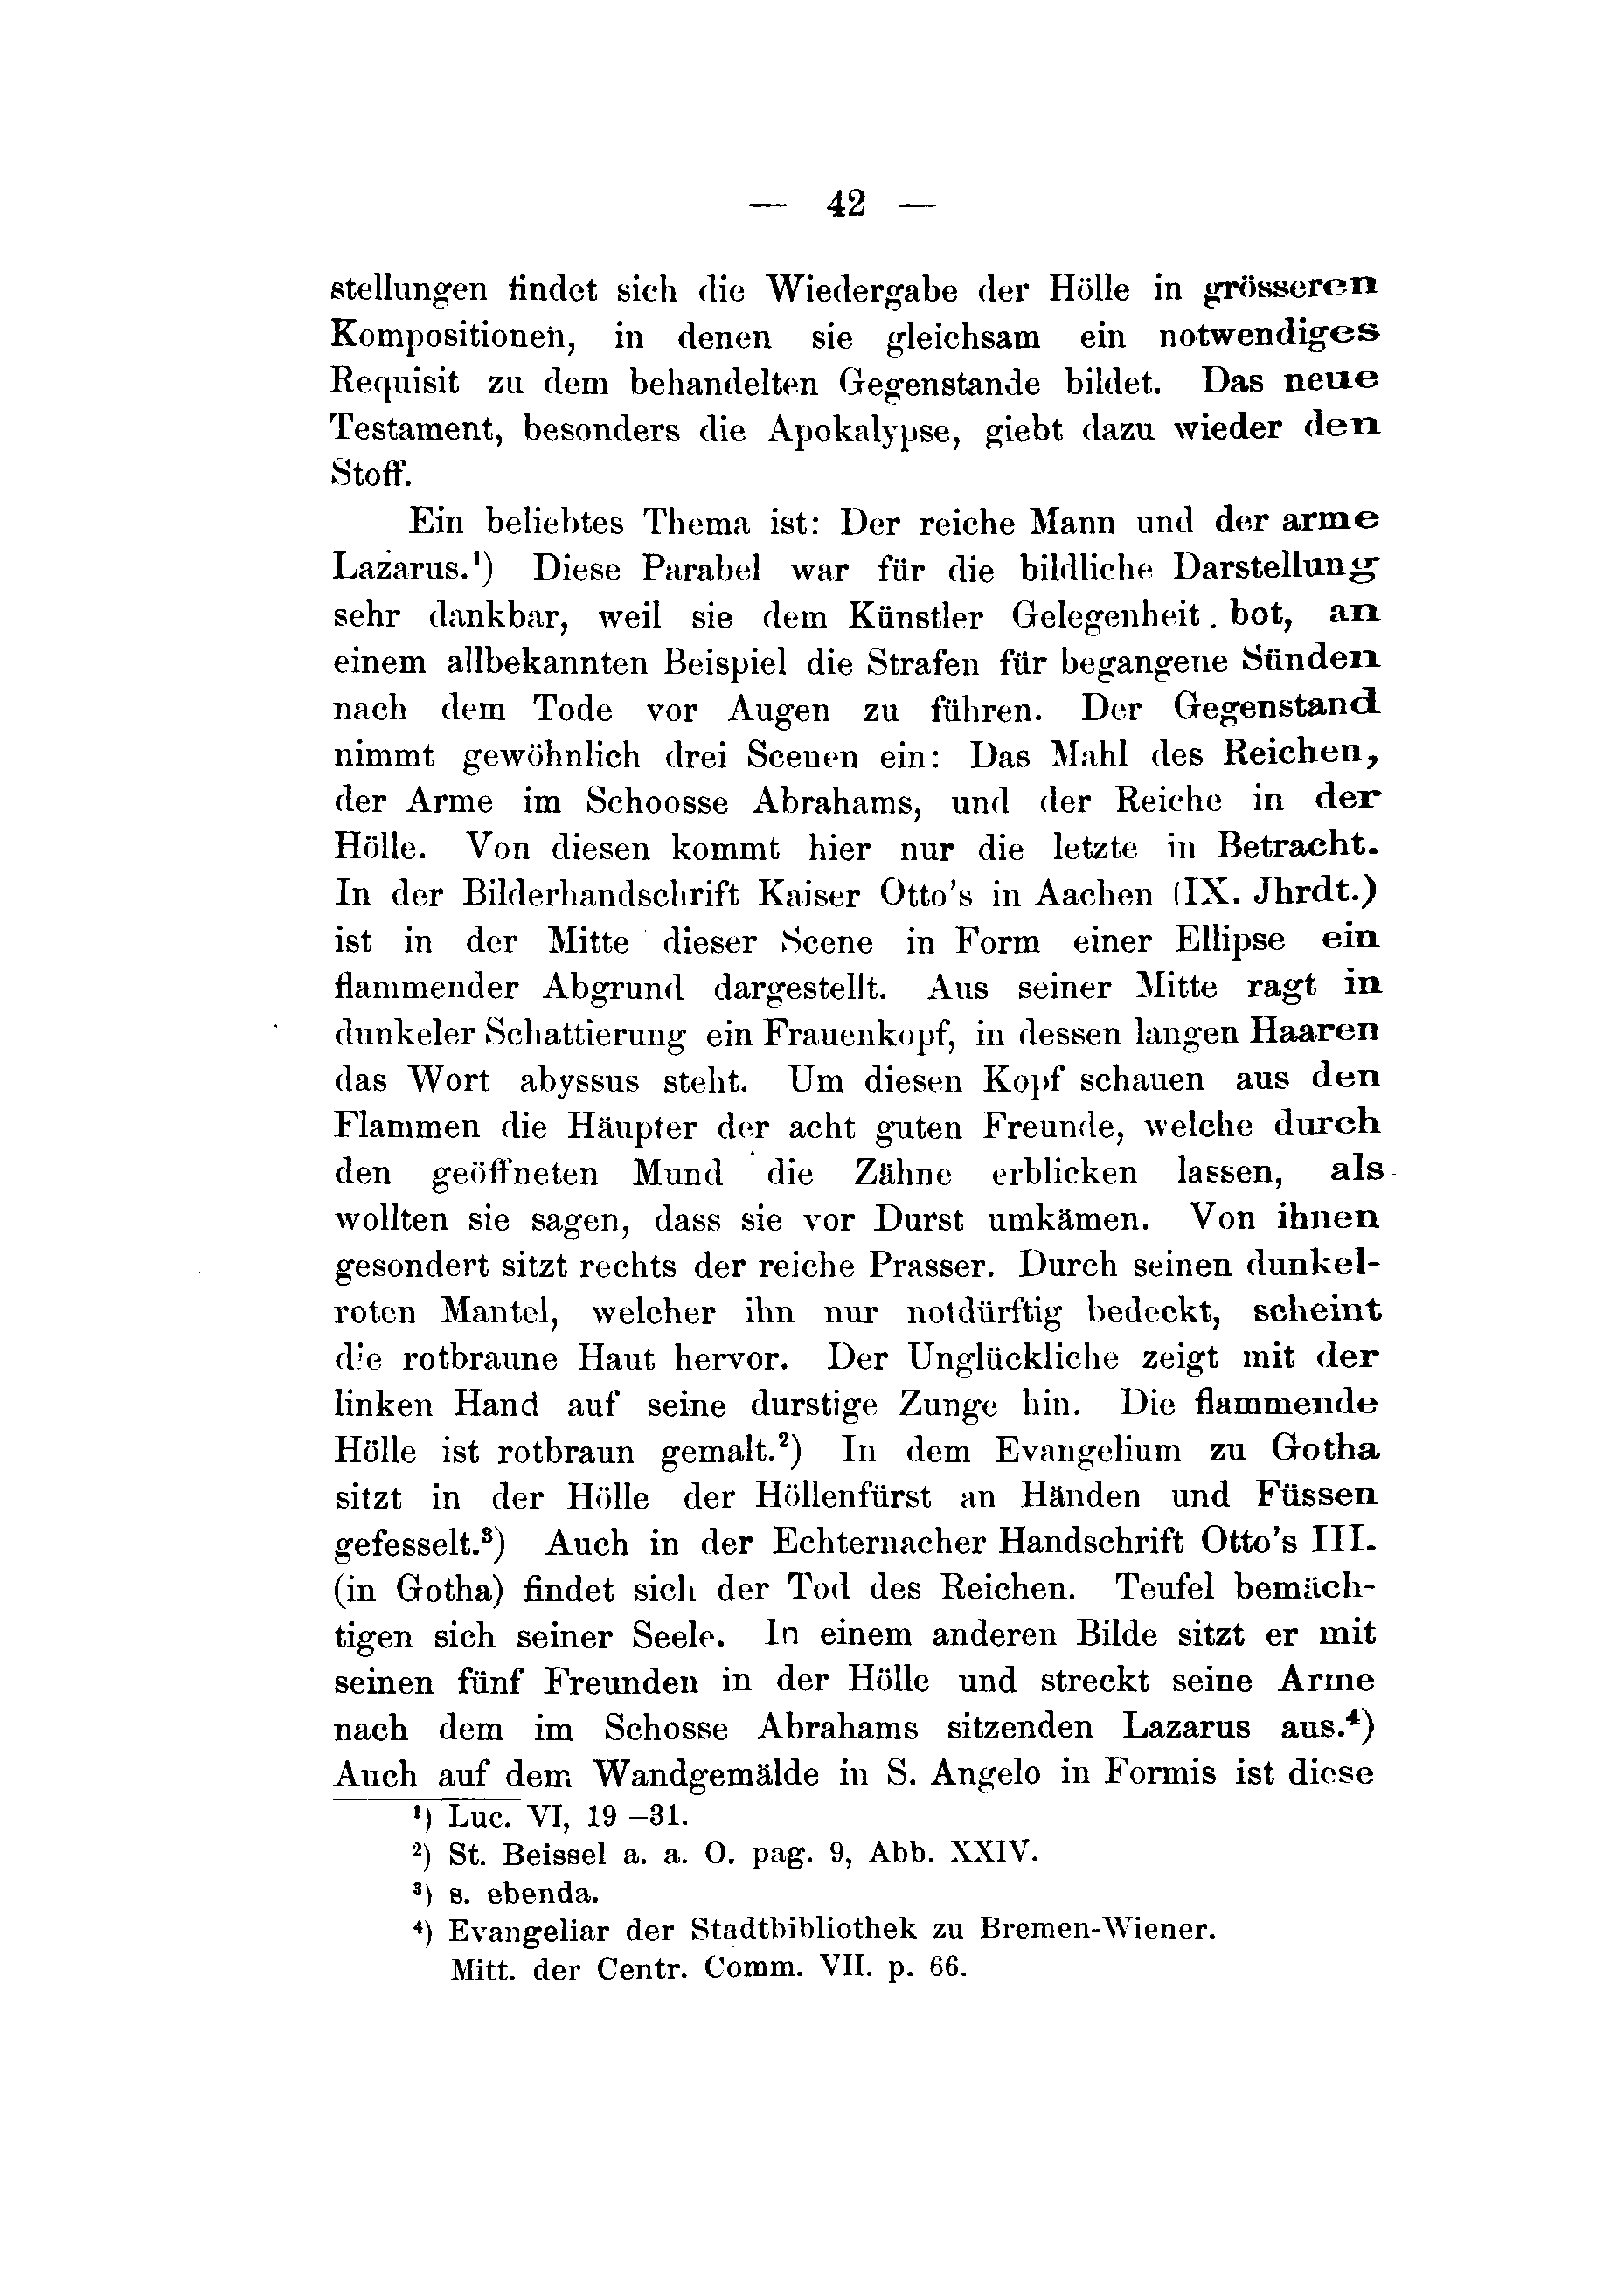 — 42 —
stellungen findet sich die Wiedergabe der Hölle in grösseren
Kompositionen, in denen sie gleichsam ein notwendiges
Requisit zu dem behandelten Gegenstande bildet. Das neue
Testament, besonders die Apokalypse, giebt dazu wieder den
Stoff.
Ein beliebtes Thema ist: Der reiche Mann und der arme
Lazarus.¹) Diese Parabel war für die bildliche Darstellung
sehr dankbar, weil sie dem Künstler Gelegenheit bot, an
einem allbekannten Beispiel die Strafen für begangene Sünden
nach dem Tode vor Augen zu führen. Der Gegenstand
nimmt gewöhnlich drei Scenen ein: Das Mahl des Reichen,
der Arme im Schoosse Abrahams, und der Reiche in der
Hölle. Von diesen kommt hier nur die letzte in Betracht.
In der Bilderhandschrift Kaiser Otto's in Aachen (IX. Jhrdt.)
ist in der Mitte dieser Scene in Form einer Ellipse ein
flammender Abgrund dargestellt. Aus seiner Mitte ragt in
dunkeler Schattierung ein Frauenkopf, in dessen langen Haaren
das Wort abyssus steht. Um diesen Kopf schauen aus den
Flammen die Häupter der acht guten Freunde, welche durch
den geöffneten Mund die Zähne erblicken lassen, als
wollten sie sagen, dass sie vor Durst umkämen. Von ihnen
gesondert sitzt rechts der reiche Prasser. Durch seinen dunkel-
roten Mantel, welcher ihn nur notdürftig bedeckt, scheint
die rotbraune Haut hervor. Der Unglückliche zeigt mit der
linken Hand auf seine durstige Zunge hin. Die flammende
Hölle ist rotbraun gemalt.²) In dem Evangelium zu Gotha
sitzt in der Hölle der Höllenfürst an Händen und Füssen
gefesselt.³) Auch in der Echternacher Handschrift Otto's III.
(in Gotha) findet sich der Tod des Reichen. Teufel bemäch-
tigen sich seiner Seele. In einem anderen Bilde sitzt er mit
seinen fünf Freunden in der Hölle und streckt seine Arme
nach dem im Schosse Abrahams sitzenden Lazarus aus.⁴)
Auch auf dem Wandgemälde in S. Angelo in Formis ist diese
¹) Luc. VI, 19–31.
²) St. Beissel a. a. O. pag. 9, Abb. XXIV.
³) s. ebenda.
⁴) Evangeliar der Stadtbibliothek zu Bremen-Wiener.
Mitt. der Centr. Comm. VII. p. 66.